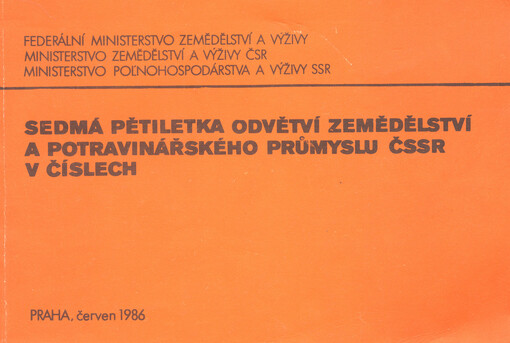 FEDERÁLNÍ MINISTERSTVO ZEMĚDĚLSTVÍ A VÝŽIVY
MINISTERSTVO ZEMĚDĚLSTVÍ A VÝŽIVY ČSR
MINISTERSTVO POĽNOHOSPODÁRSTVA A VÝŽIVY SSR
SEDMÁ PĚTILETKA ODVĚTVÍ ZEMĚDĚLSTVÍ
A POTRAVINÁŘSKÉHO PRŮMYSLU ČSSR
V ČÍSLECH
PRAHA, červen 1986